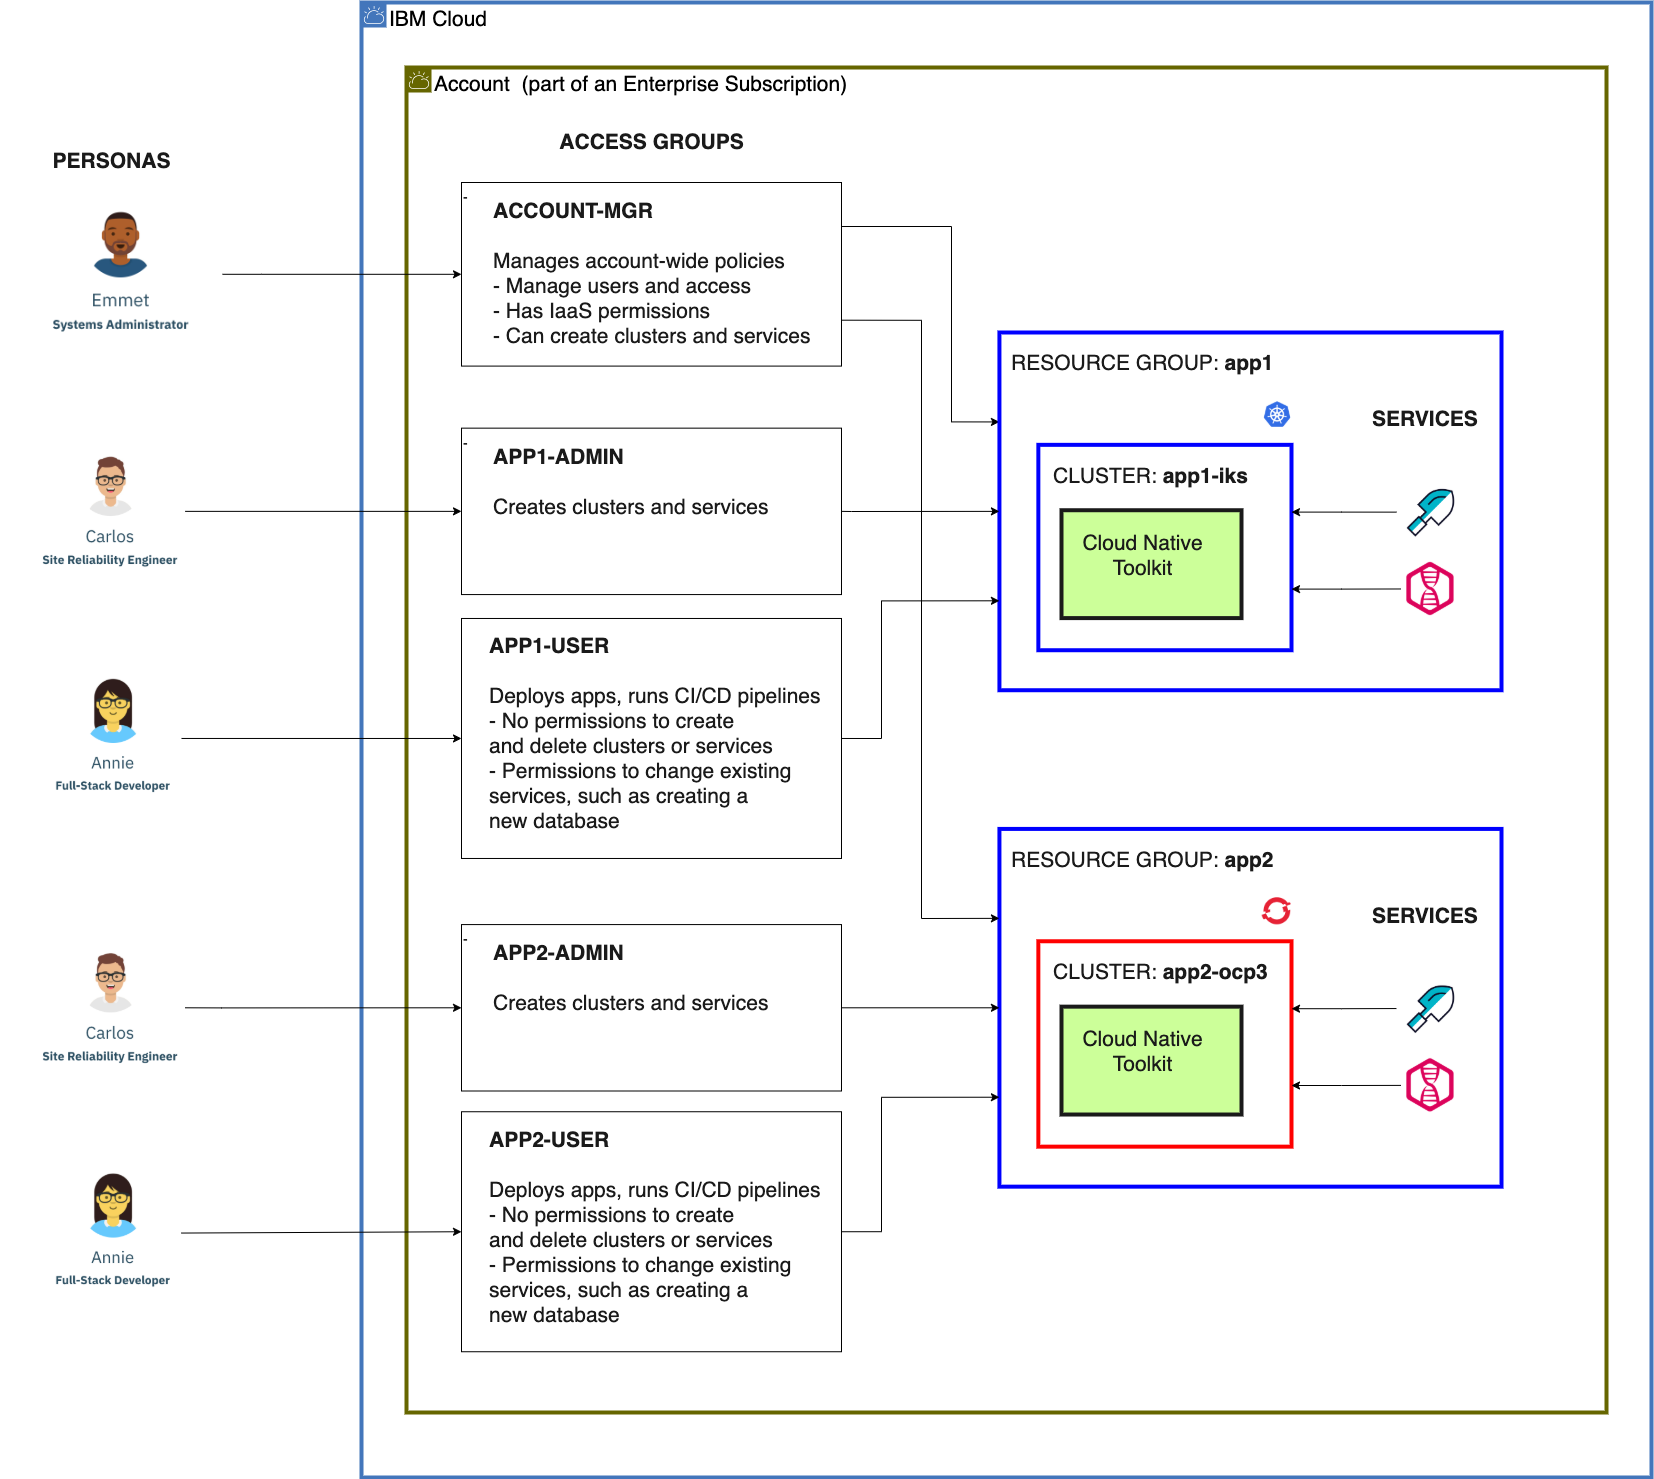 IBM Cloud
Account  (part of an Enterprise Subscription)
ACCESS GROUPS
PERSONAS
Emmet
Systems Administrator
-
ACCOUNT-MGR
Manages account-wide policies
- Manage users and access
- Has IaaS permissions
- Can create clusters and services
Carlos
Site Reliability Engineer
-
APP1-ADMIN
Creates clusters and services
Annie
Full-Stack Developer
APP1-USER
Deploys apps, runs CI/CD pipelines
- No permissions to create
and delete clusters or services
- Permissions to change existing
services, such as creating a
new database
RESOURCE GROUP: app1
SERVICES
CLUSTER: app1-iks
Cloud Native
Toolkit
Carlos
Site Reliability Engineer
-
APP2-ADMIN
Creates clusters and services
Annie
Full-Stack Developer
APP2-USER
Deploys apps, runs CI/CD pipelines
- No permissions to create
and delete clusters or services
- Permissions to change existing
services, such as creating a
new database
RESOURCE GROUP: app2
SERVICES
CLUSTER: app2-ocp3
Cloud Native
Toolkit